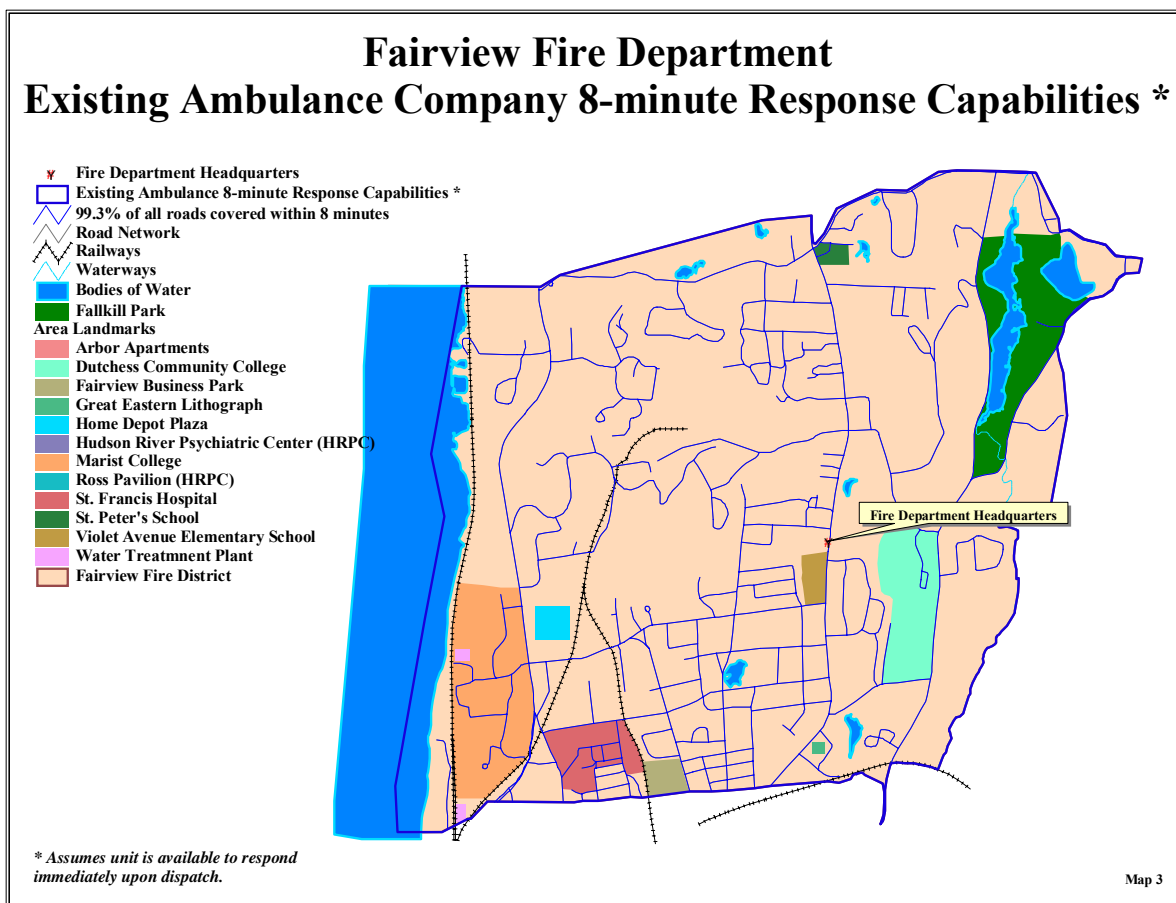 Fairview Fire Department
Existing Ambulance Company 8-minute Response Capabilities *
Fire Department Headquarters
Existing Ambulance 8-minute Response Capabilities *
99.3% of all roads covered within 8 minutes
Road Network
Railways
Waterways
Bodies of Water
Fallkill Park
Area Landmarks
Arbor Apartments
Dutchess Community College
Fairview Business Park
Great Eastern Lithograph
Home Depot Plaza
Hudson River Psychiatric Center (HRPC)
Marist College
Ross Pavilion (HRPC)
St. Francis Hospital
St. Peter's School
Violet Avenue Elementary School
Water Treatmnent Plant
Fairview Fire District
Fire Department Headquarters
* Assumes unit is available to respond
immediately upon dispatch.
Map 3